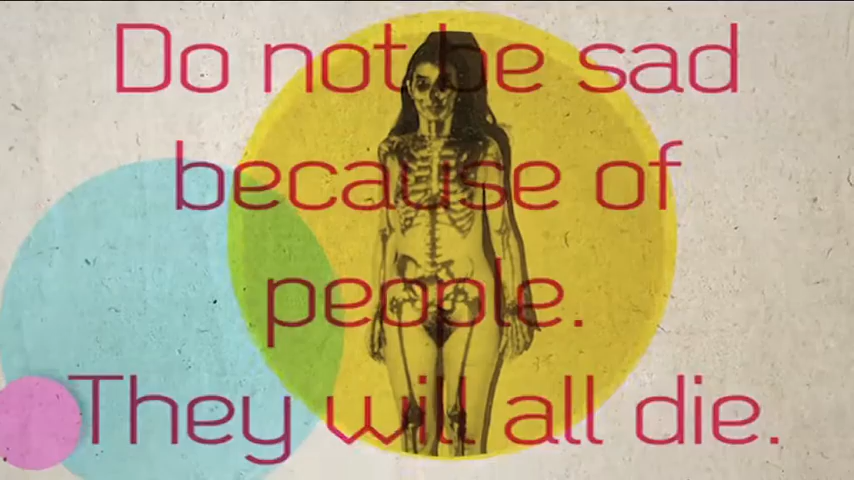 Do not be sad
because of
people.
They will all die.